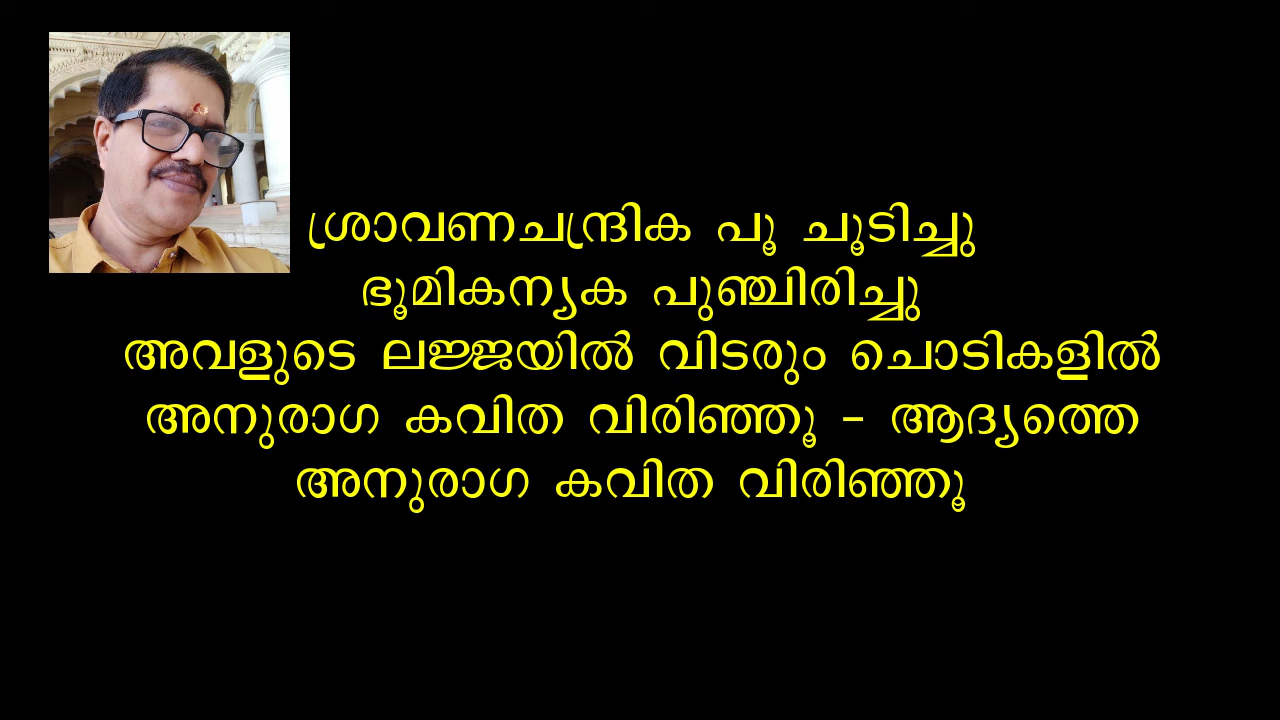 ശ്രാവണചന്ദ്രിക പൂ ചൂടിച്ചു
ഭൂമികന്യക പുഞ്ചിരിച്ചു
അവളുടെ ലജ്ജയിൽ വിടരും ചൊടികളിൽ
അനുരാഗ കവിത വിരിഞ്ഞൂ - ആദ്യത്തെ
അനുരാഗ കവിത വിരിഞ്ഞൂ